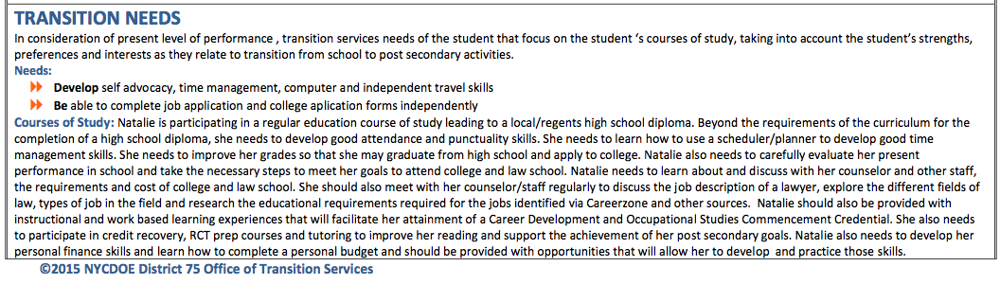 TRANSITION NEEDS
In consideration of present level of performance , transition services needs of the student that focus on the student ‘s courses of study, taking into account the student’s strengths,
preferences and interests as they relate to transition from school to post secondary activities.
Needs:
Develop self advocacy, time management, computer and independent travel skills
Be able to complete job application and college aplication forms independently
Courses of Study: Natalie is participating in a regular education course of study leading to a local/regents high school diploma. Beyond the requirements of the curriculum for the
completion of a high school diploma, she needs to develop good attendance and punctuality skills. She needs to learn how to use a scheduler/planner to develop good time
management skills. She needs to improve her grades so that she may graduate from high school and apply to college. Natalie also needs to carefully evaluate her present
performance in school and take the necessary steps to meet her goals to attend college and law school. Natalie needs to learn about and discuss with her counselor and other staff,
the requirements and cost of college and law school. She should also meet with her counselor/staff regularly to discuss the job description of a lawyer, explore the different fields of
law, types of job in the field and research the educational requirements required for the jobs identified via Careerzone and other sources.  Natalie should also be provided with
instructional and work based learning experiences that will facilitate her attainment of a Career Development and Occupational Studies Commencement Credential. She also needs
to participate in credit recovery, RCT prep courses and tutoring to improve her reading and support the achievement of her post secondary goals. Natalie also needs to develop her
personal finance skills and learn how to complete a personal budget and should be provided with opportunities that will allow her to develop  and practice those skills.
©2015 NYCDOE District 75 Office of Transition Services